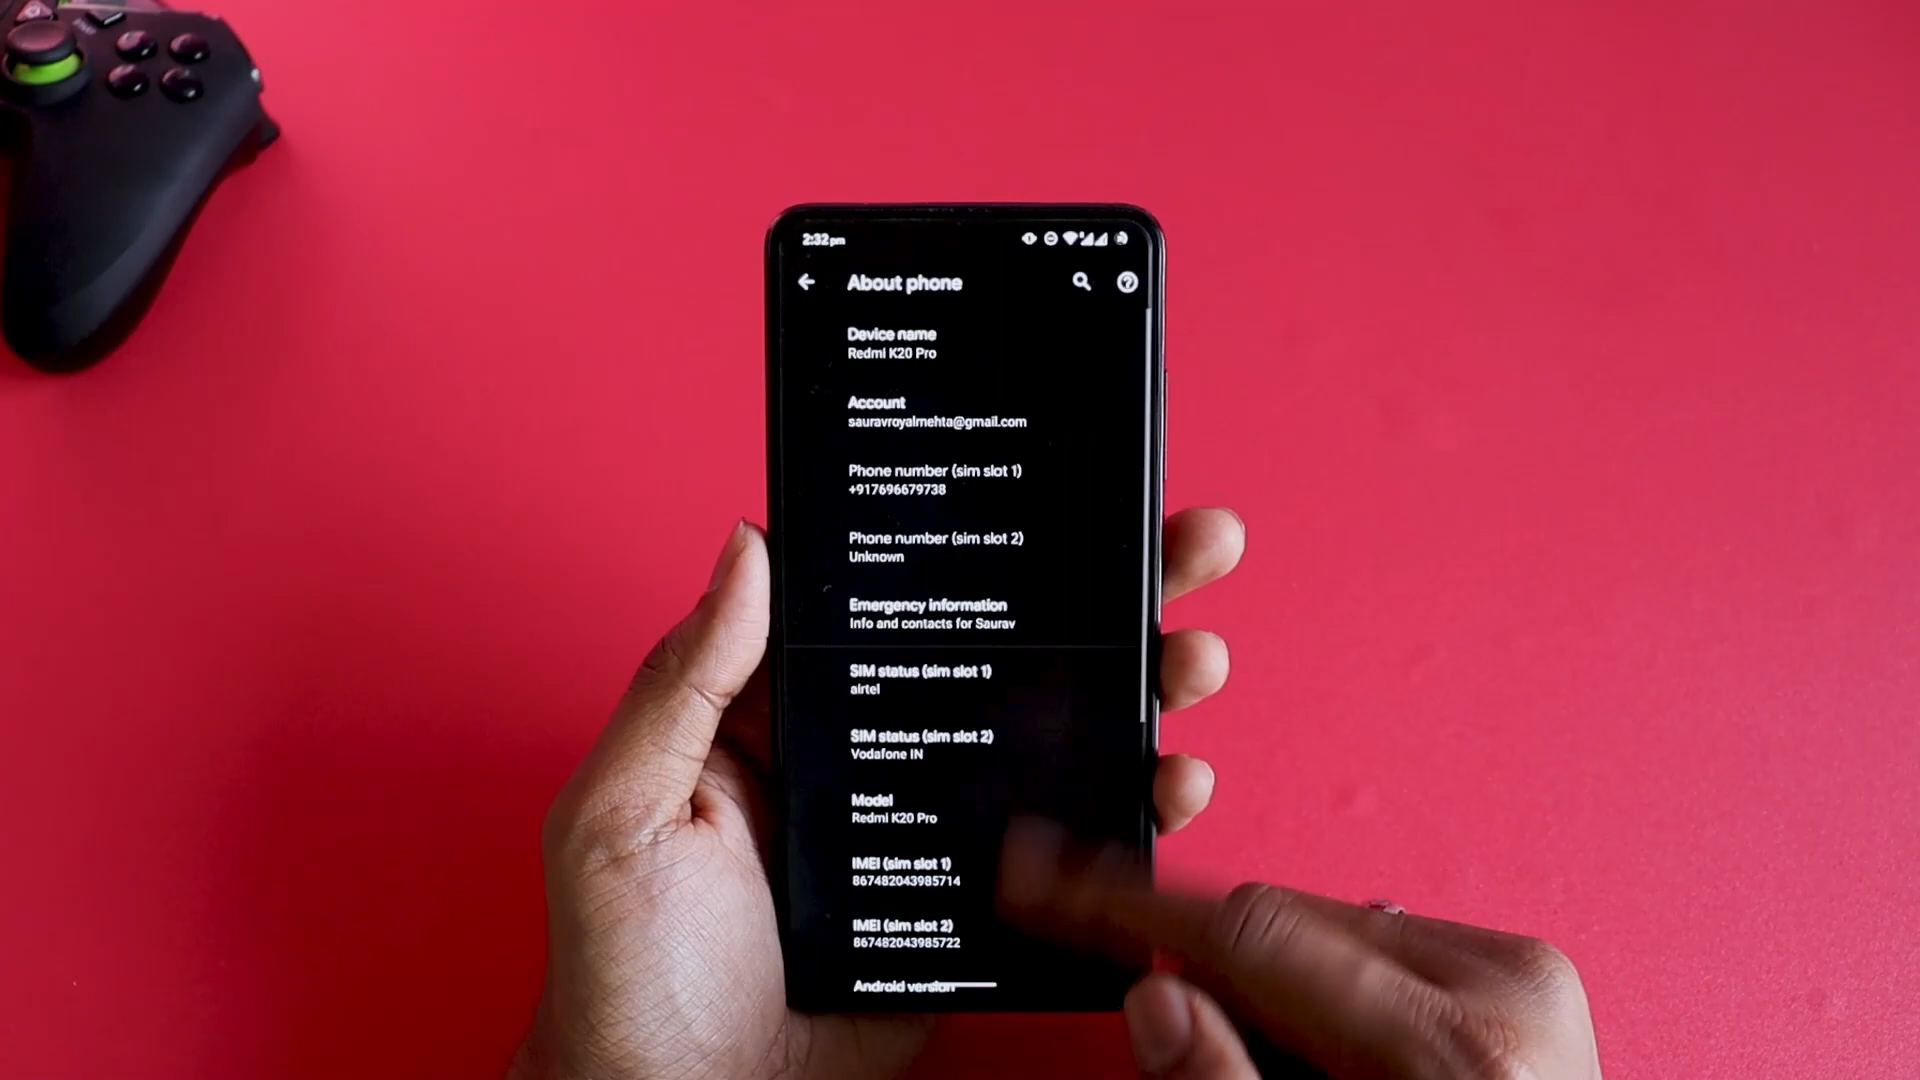 START
2:32pm
About phone
Device name
Redmi K20 Pro
Account
sauravroyalmehta@gmail.com
Phone number (sim slot 1)
+917696679738
Phone number (sim slot 2)
Unknown
Emergency information
Info and contacts for Saurav
SIM status (sim slot 1)
airtel
SIM status (sim slot 2)
Vodafone IN
Model
Redmi K20 Pro
IMEI (sim slot 1)
867482043985714
IMEI (sim slot 2)
867482043985722
Android version